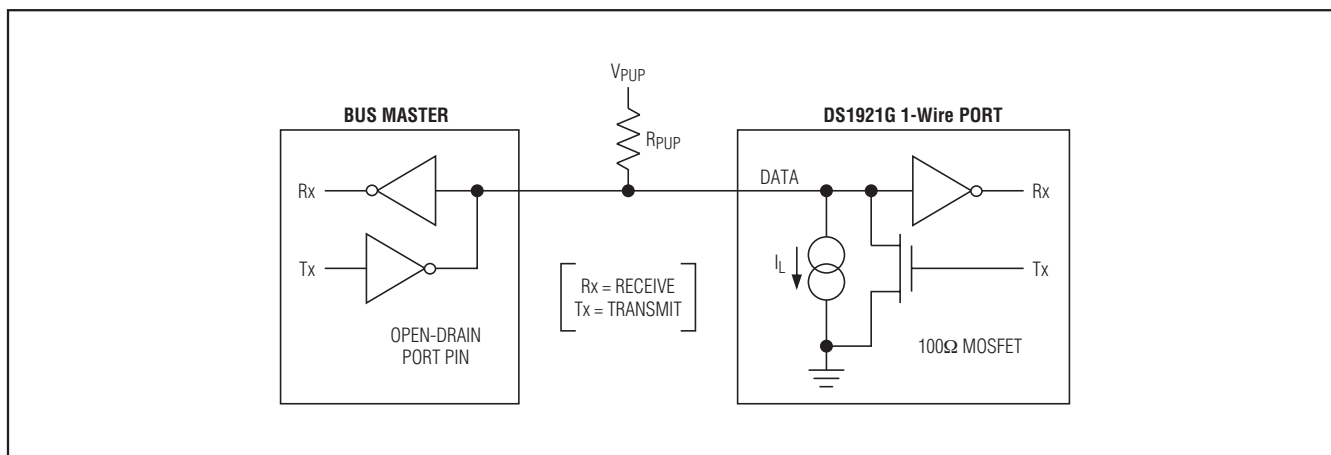 VPUP
BUS MASTER
DS1921G 1-Wire PORT
RPUP
Rx
DATA
Rx
Tx
IL
Tx
Rx = RECEIVE
Tx = TRANSMIT
OPEN-DRAIN
PORT PIN
100Ω MOSFET